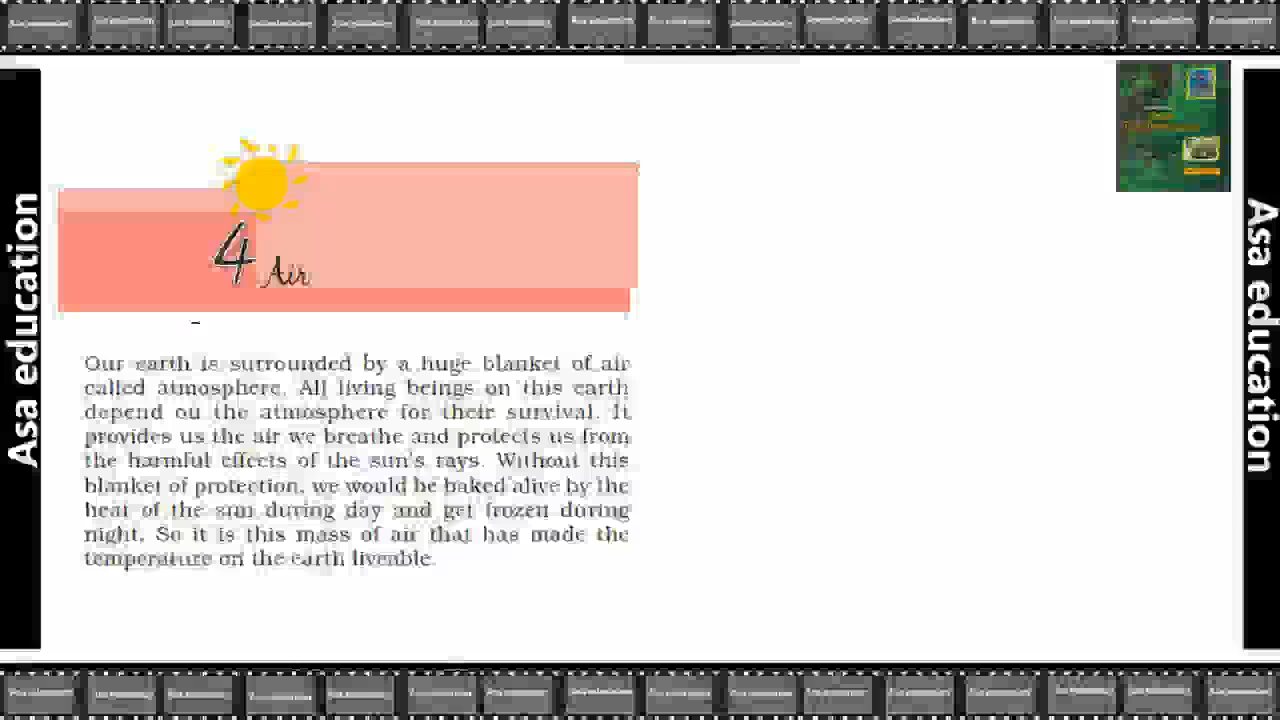 4 Air
Our earth is surrounded by a huge blanket of air
called atmosphere. All living beings on this earth
depend on the atmosphere for their survival. It
provides us the air we breathe and protects us from
the harmful effects of the sun's rays. Without this
blanket of protection, we would be baked alive by the
heat of the sun during day and get frozen during
night. So it is this mass of air that has made the
temperature on the earth liveable.
Asa education
Asa education